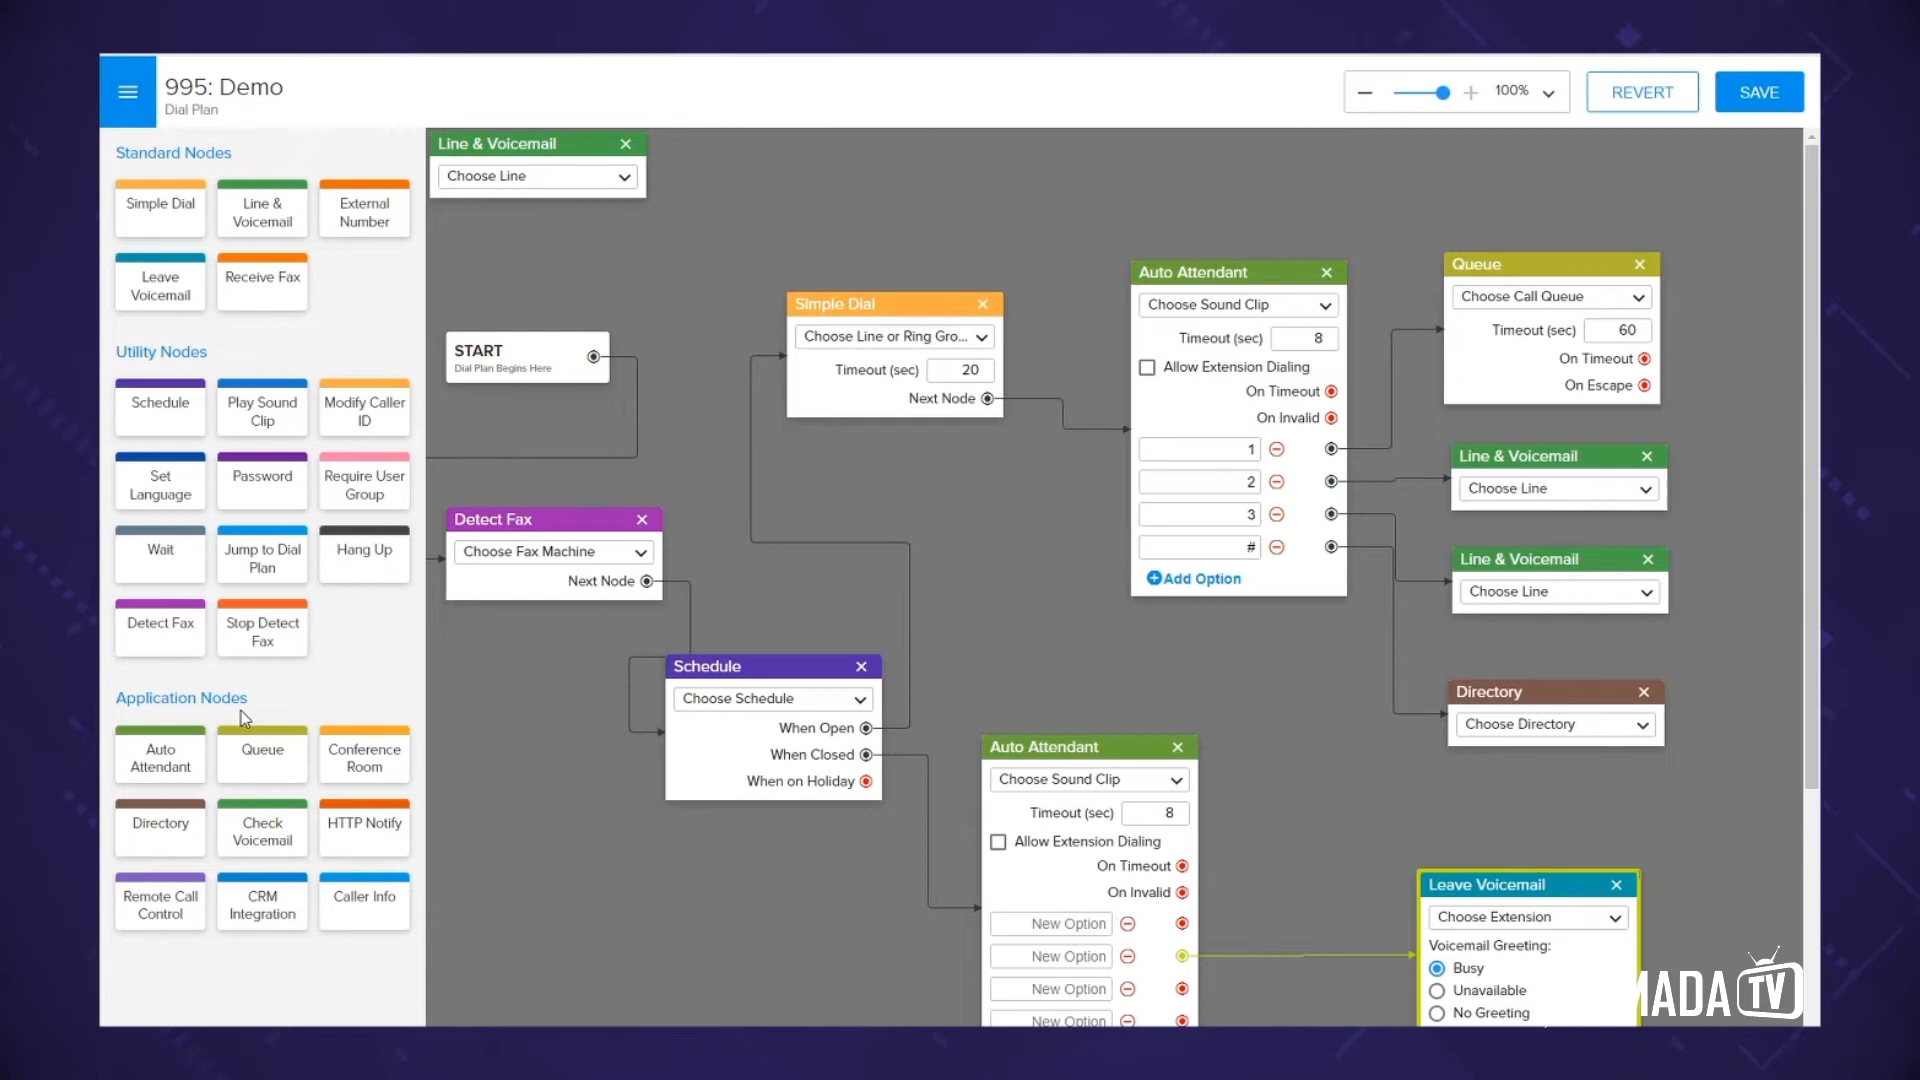 995: Demo
Dial Plan
100%
REVERT
SAVE
Standard Nodes
Simple Dial
Line &
Voicemail
External
Number
Leave
Voicemail
Receive Fax
Utility Nodes
Schedule
Play Sound
Clip
Modify Caller
ID
Set
Language
Password
Require User
Group
Wait
Jump to Dial
Plan
Hang Up
Detect Fax
Stop Detect
Fax
Application Nodes
Auto
Attendant
Queue
Conference
Room
Directory
Check
Voicemail
HTTP Notify
Remote Call
Control
CRM
Integration
Caller Info
Line & Voicemail
Choose Line
START
Dial Plan Begins Here
Detect Fax
Choose Fax Machine
Next Node
Schedule
Choose Schedule
When Open
When Closed
When on Holiday
Simple Dial
Choose Line or Ring Gro...
Timeout (sec) 20
Next Node
Auto Attendant
Choose Sound Clip
Timeout (sec) 8
Allow Extension Dialing
On Timeout
On Invalid
1
2
3
#
Add Option
Auto Attendant
Choose Sound Clip
Timeout (sec) 8
Allow Extension Dialing
On Timeout
On Invalid
New Option
New Option
New Option
New Option
Queue
Choose Call Queue
Timeout (sec) 60
On Timeout
On Escape
Line & Voicemail
Choose Line
Line & Voicemail
Choose Line
Directory
Choose Directory
Leave Voicemail
Choose Extension
Voicemail Greeting:
Busy
Unavailable
No Greeting
MADA TV